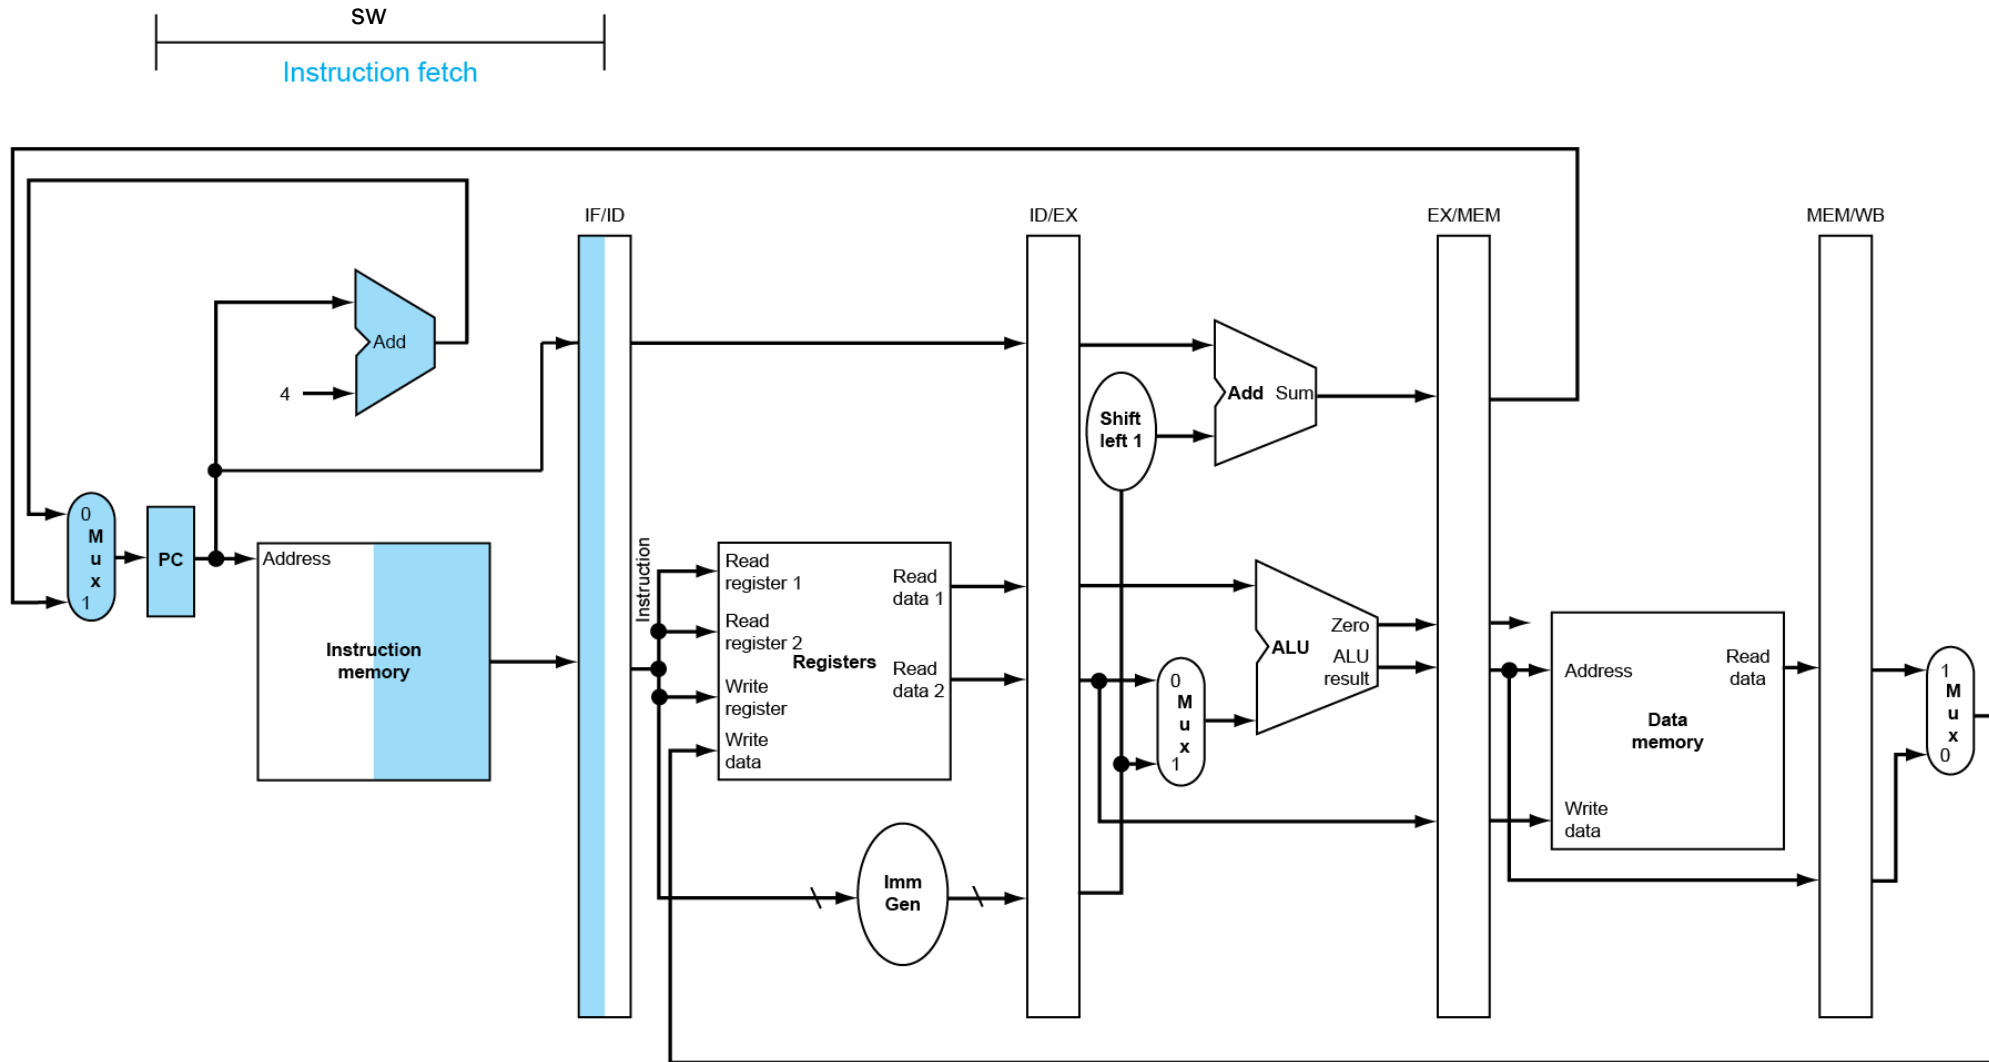 SW
Instruction fetch
IF/ID
ID/EX
EX/MEM
MEM/WB
Add
4
0
M
u
x
1
PC
Address
Instruction
memory
Instruction
Read
register 1
Read
register 2
Write
register
Write
data
Registers
Read
data 1
Read
data 2
Imm
Gen
Shift
left 1
Add Sum
0
M
u
x
1
ALU
Zero
ALU
result
Address
Write
data
Data
memory
Read
data
1
M
u
x
0